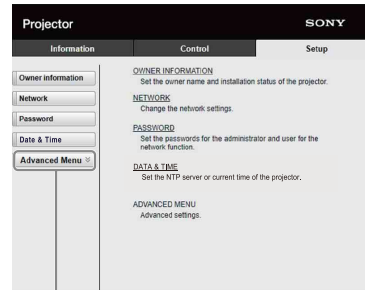 Projector
SONY
Information
Control
Setup
Owner information
Network
Password
Date & Time
Advanced Menu
OWNER INFORMATION
Set the owner name and installation status of the projector.
NETWORK
Change the network settings.
PASSWORD
Set the passwords for the administrator and user for the
network function.
DATA & TIME
Set the NTP server or current time of the projector.
ADVANCED MENU
Advanced settings.